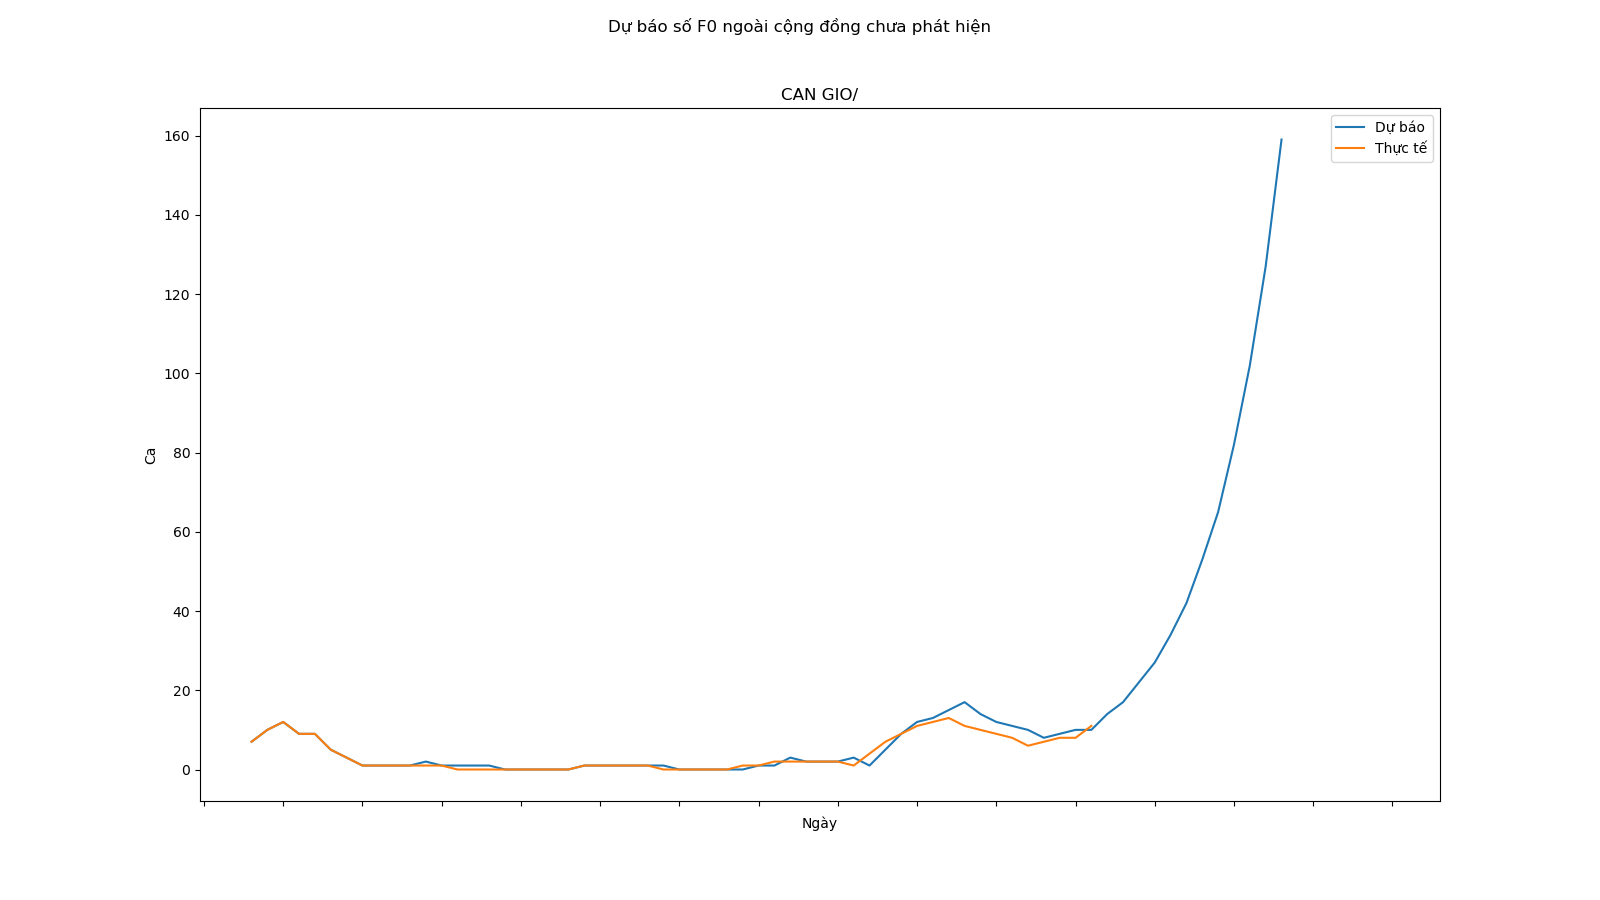 Dự báo số F0 ngoài cộng đồng chưa phát hiện
CAN GIO/
Dự báo
Thực tế
160
140
120
100
80
60
40
20
0
Ca
Ngày